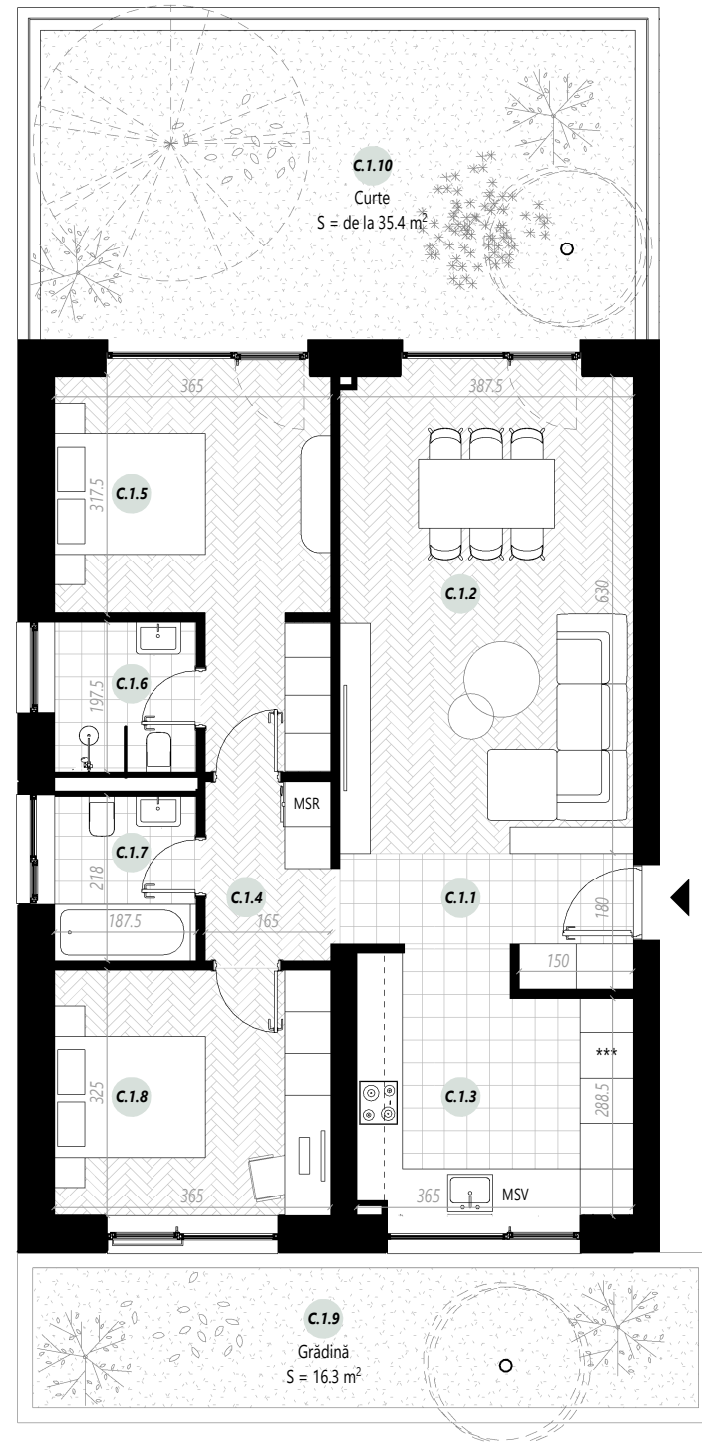 C.1.10
Curte
S = de la 35.4 m²
365
387.5
317.5
C.1.5
C.1.2
630
C.1.6
197.5
MSR
C.1.7
218
C.1.4
C.1.1
180
187.5
165
150
***
C.1.8
325
C.1.3
288.5
365
365
MSV
C.1.9
Grădină
S = 16.3 m²